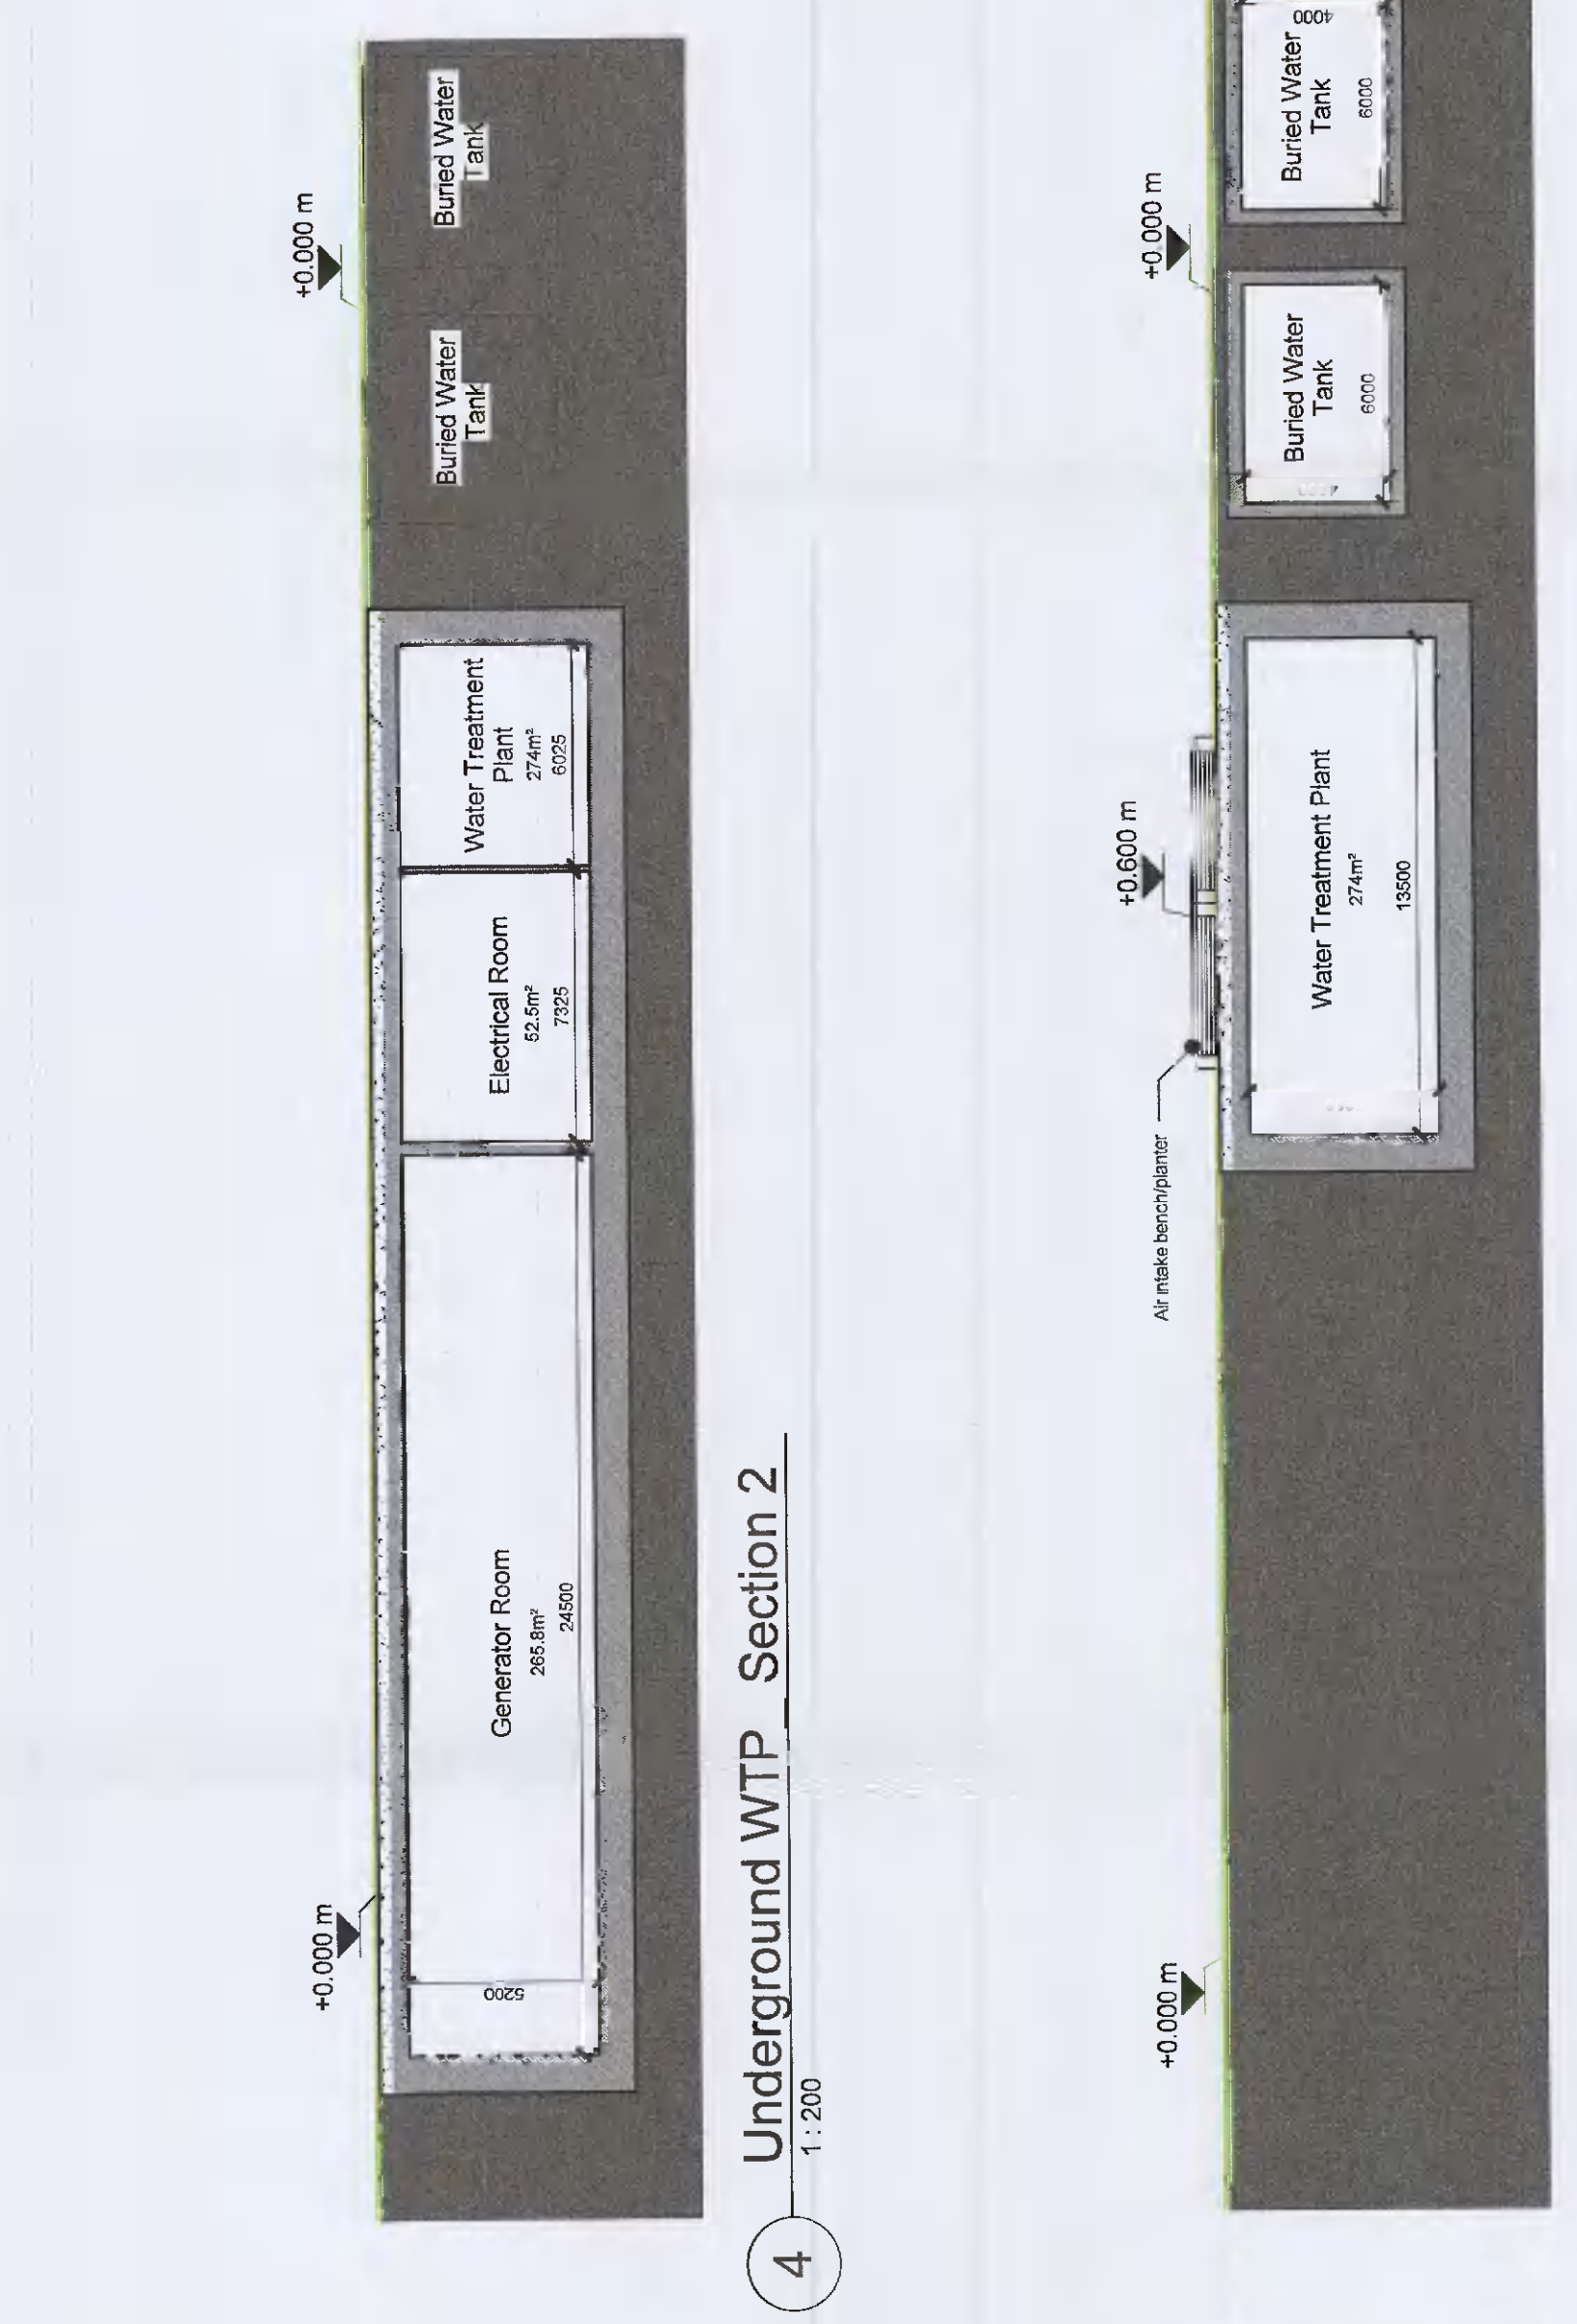 +0.000 m
+0.000 m
Generator Room
265.8m²
24500
5200
Electrical Room
52.5m²
7325
Water Treatment
Plant
274m²
6025
Buried Water
Tank
Buried Water
Tank
4
Underground WTP _ Section 2
1 : 200
+0.000 m
Air intake bench/planter
+0.600 m
+0.000 m
Water Treatment Plant
274m²
13500
Buried Water
Tank
6000
4000
Buried Water
Tank
6000
4000